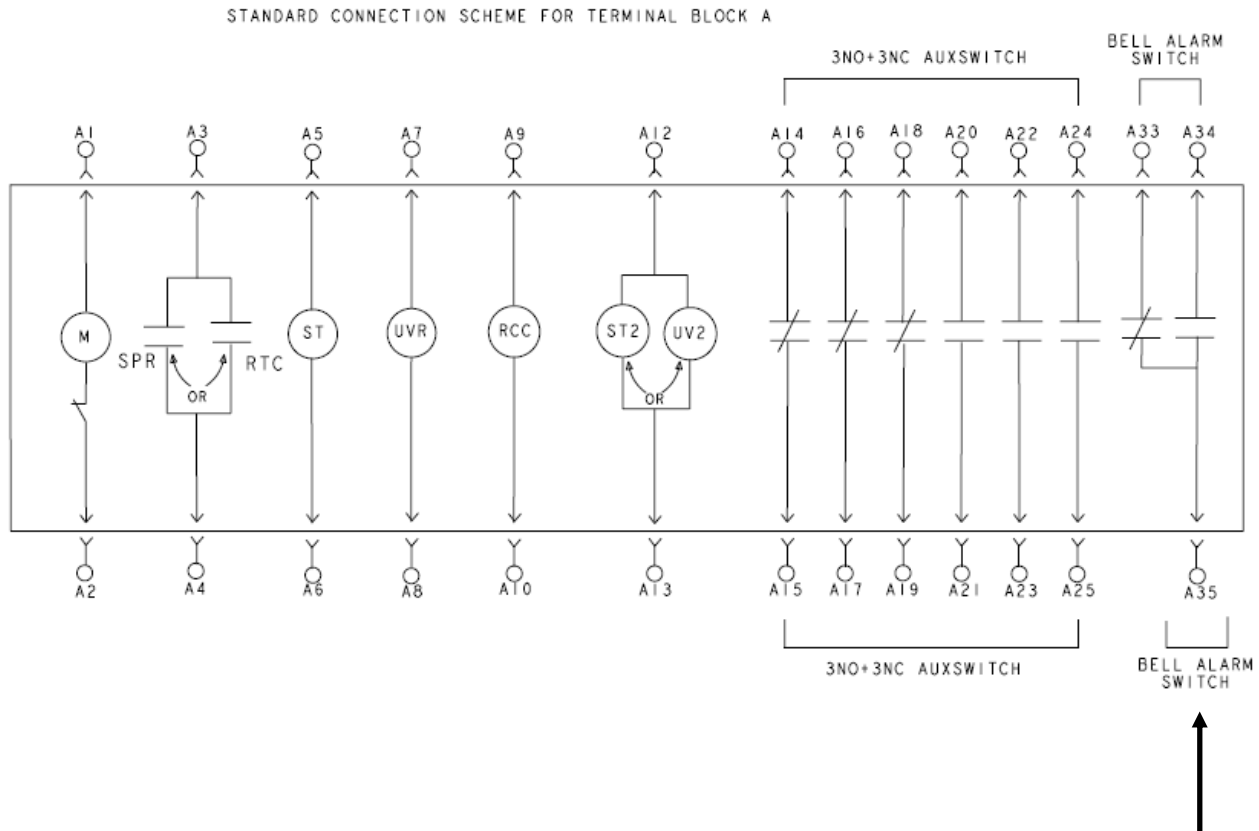 STANDARD CONNECTION SCHEME FOR TERMINAL BLOCK A
3NO+3NC AUXSWITCH
BELL ALARM
SWITCH
A1 A3 A5 A7 A9 A12 A14 A16 A18 A20 A22 A24 A33 A34
M
SPR
RTC
OR
ST
UVR
RCC
ST2
UV2
OR
A2 A4 A6 A8 A10 A13 A15 A17 A19 A21 A23 A25 A35
3NO+3NC AUXSWITCH
BELL ALARM
SWITCH